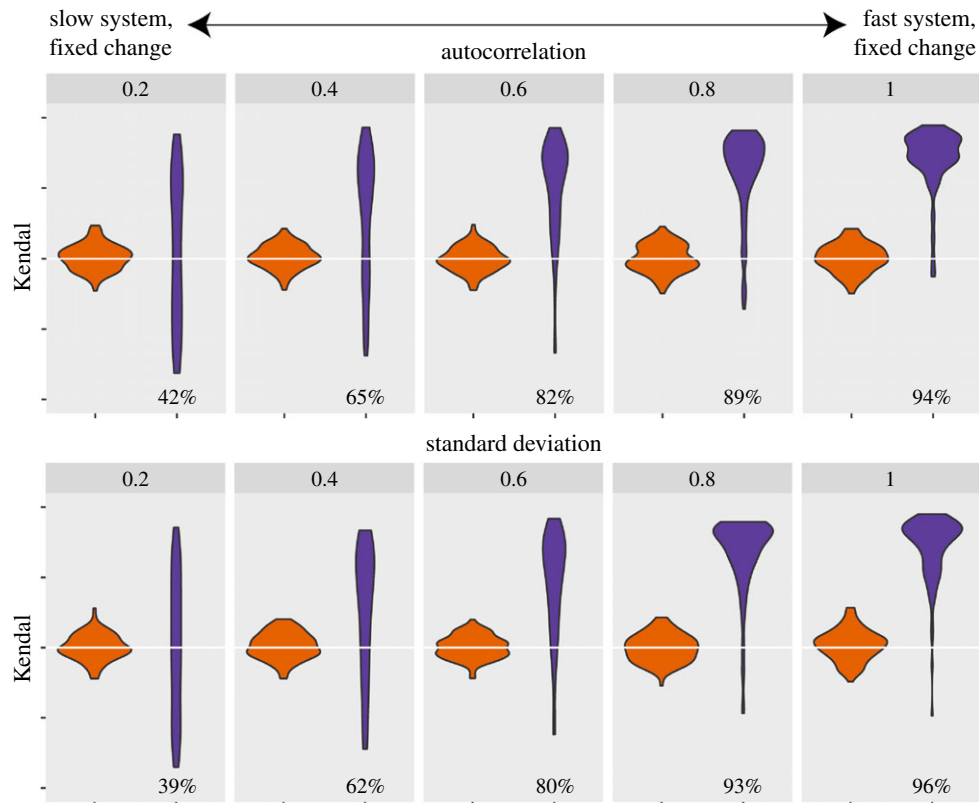 slow system,
fixed change
fast system,
fixed change
autocorrelation
0.2 0.4 0.6 0.8 1
Kendal
42% 65% 82% 89% 94%
standard deviation
0.2 0.4 0.6 0.8 1
Kendal
39% 62% 80% 93% 96%